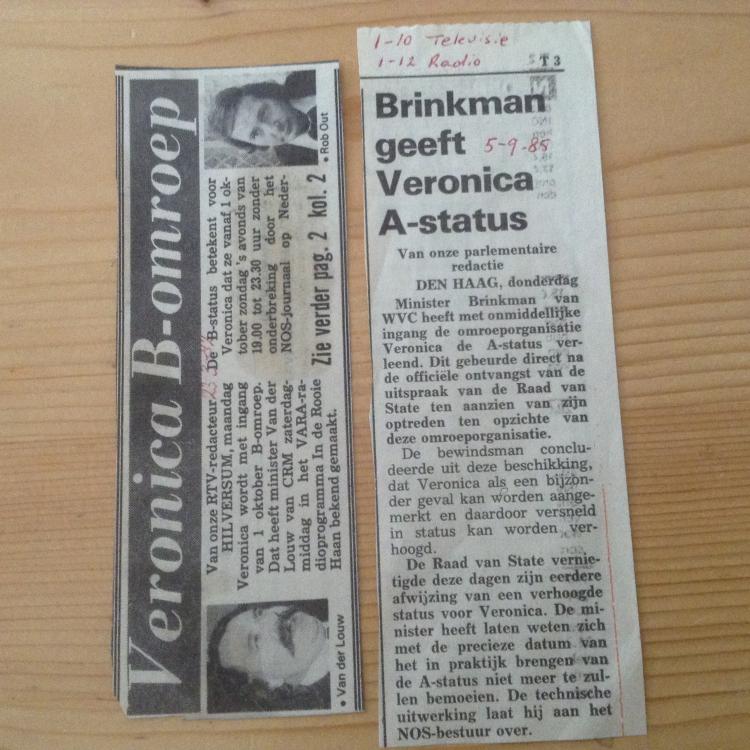 Veronica B-omroep
Van onze RTV-redacteur
HILVERSUM, maandag
Veronica wordt met ingang
van 1 oktober B-omroep.
Dat heeft minister Van der
Louw van CRM zaterdag-
middag in het VARA-ra-
dioprogramma In de Rooie
Haan bekend gemaakt.
De B-status betekent voor
Veronica dat ze vanaf 1 ok-
tober zondag 's avonds van
19.00 tot 23.30 uur zonder
onderbreking door het
NOS-journaal op Neder-
Zie verder pag. 2 kol. 2
• Van der Louw
• Rob Out
1-10 Televisie
1-12 Radio
T 3
Brinkman
geeft 5-9-85
Veronica
A-status
Van onze parlementaire
redactie
DEN HAAG, donderdag
Minister Brinkman van
WVC heeft met onmiddellijke
ingang de omroeporganisatie
Veronica de A-status ver-
leend. Dit gebeurde direct na
de officiële ontvangst van de
uitspraak van de Raad van
State ten aanzien van zijn
optreden ten opzichte van
deze omroeporganisatie.
De bewindsman conclu-
deerde uit deze beschikking,
dat Veronica als een bijzon-
der geval kan worden aange-
merkt en daardoor versneld
in status kan worden ver-
hoogd.
De Raad van State vernie-
tigde deze dagen zijn eerdere
afwijzing van een verhoogde
status voor Veronica. De mi-
nister heeft laten weten zich
met de precieze datum van
het in praktijk brengen van
de A-status niet meer te zul-
len bemoeien. De technische
uitwerking laat hij aan het
NOS-bestuur over.